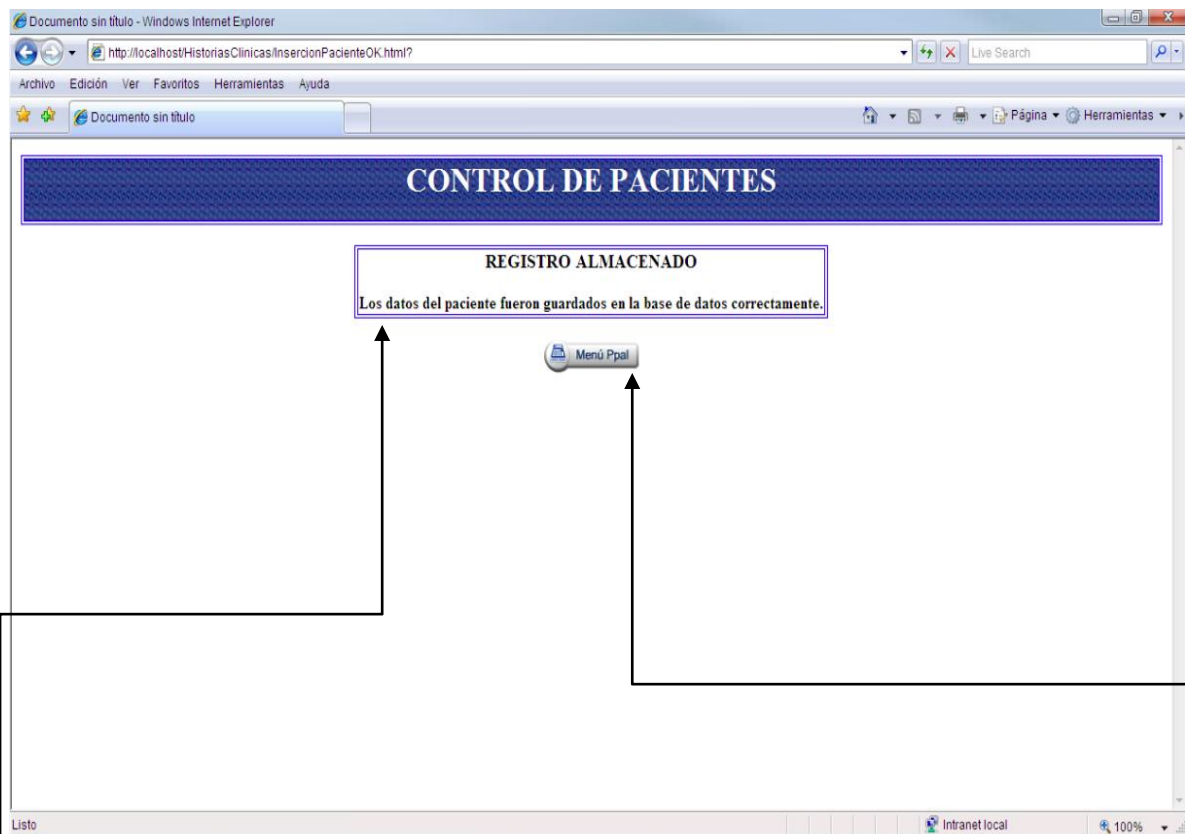 Documento sin título - Windows Internet Explorer
http://localhost/HistoriasClinicas/InsercionPacienteOK.html?
Live Search
Archivo Edición Ver Favoritos Herramientas Ayuda
Documento sin título
Página
Herramientas
CONTROL DE PACIENTES
REGISTRO ALMACENADO
Los datos del paciente fueron guardados en la base de datos correctamente.
Menú Ppal
Listo
Intranet local
100%